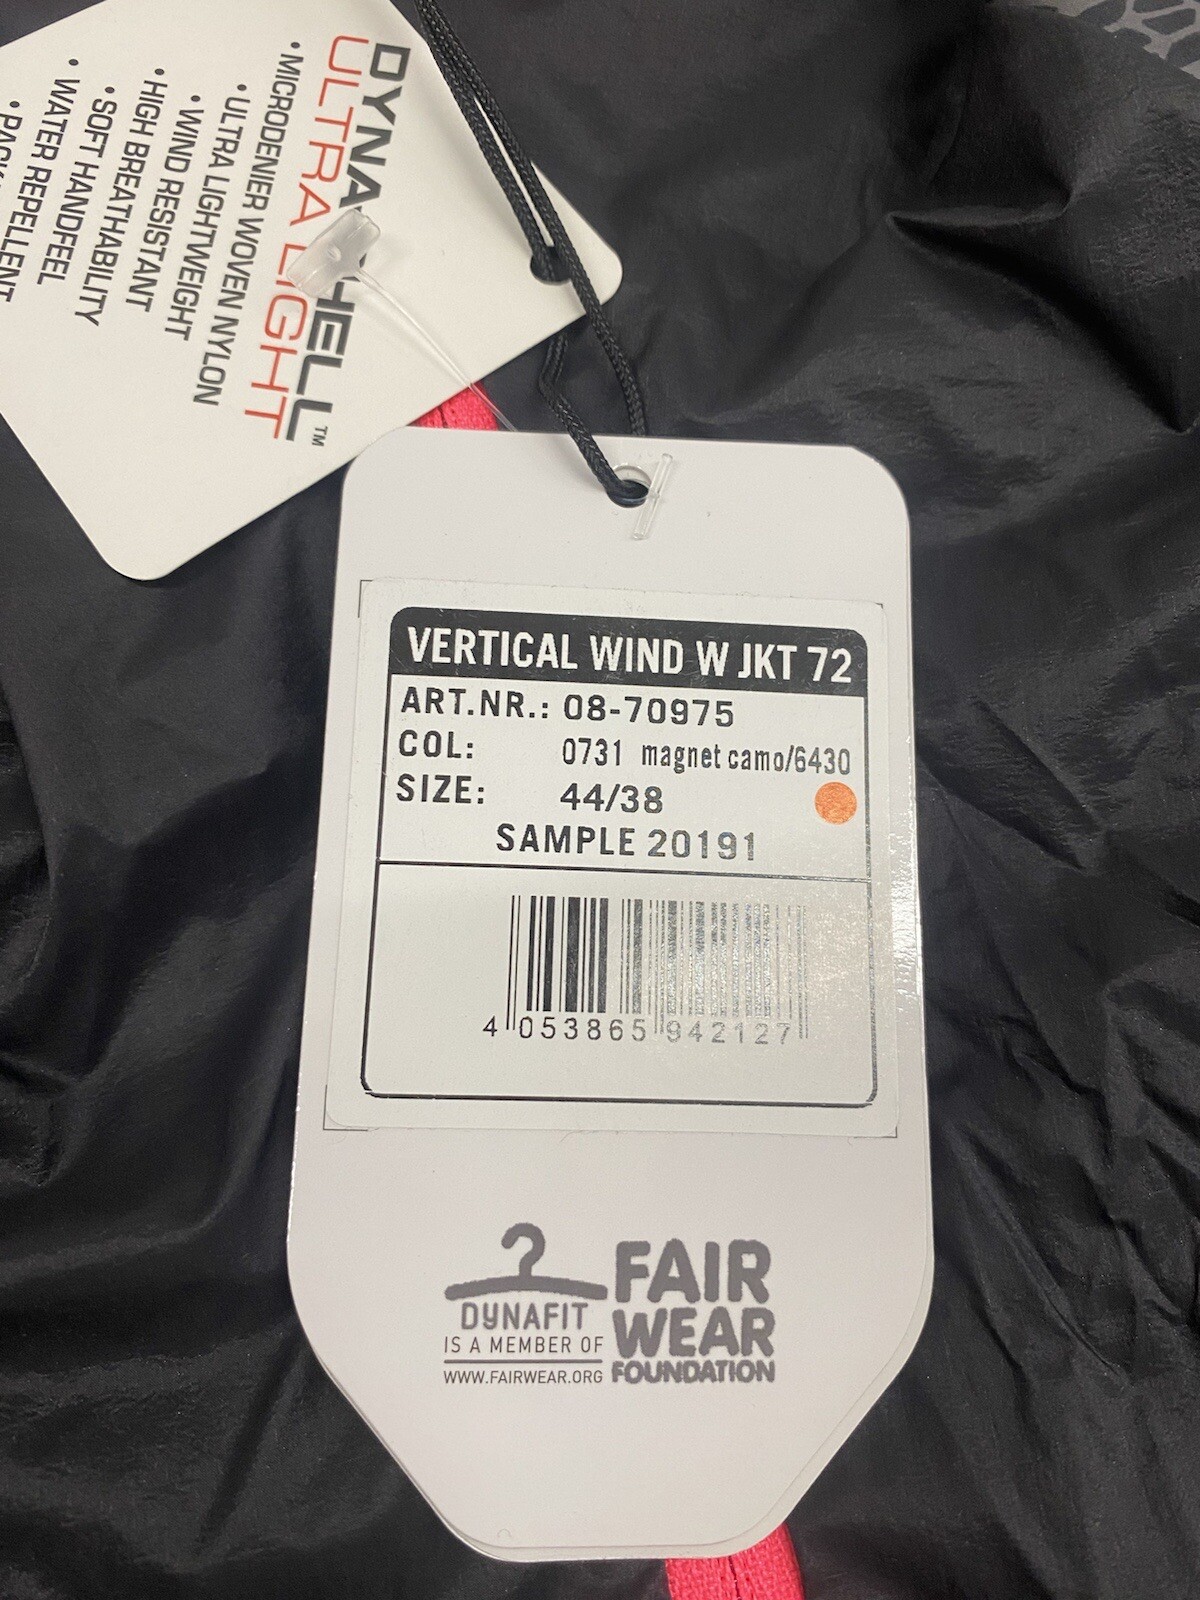 DYNASHELL™
ULTRA LIGHT
• MICRODENIER WOVEN NYLON
• ULTRA LIGHTWEIGHT
• WIND RESISTANT
• HIGH BREATHABILITY
• SOFT HANDFEEL
• WATER REPELLENT
VERTICAL WIND W JKT 72
ART.NR.: 08-70975
COL: 0731 magnet camo/6430
SIZE: 44/38
SAMPLE 20191
4 053865 942127
DYNAFIT
IS A MEMBER OF
WWW.FAIRWEAR.ORG
FAIR
WEAR
FOUNDATION